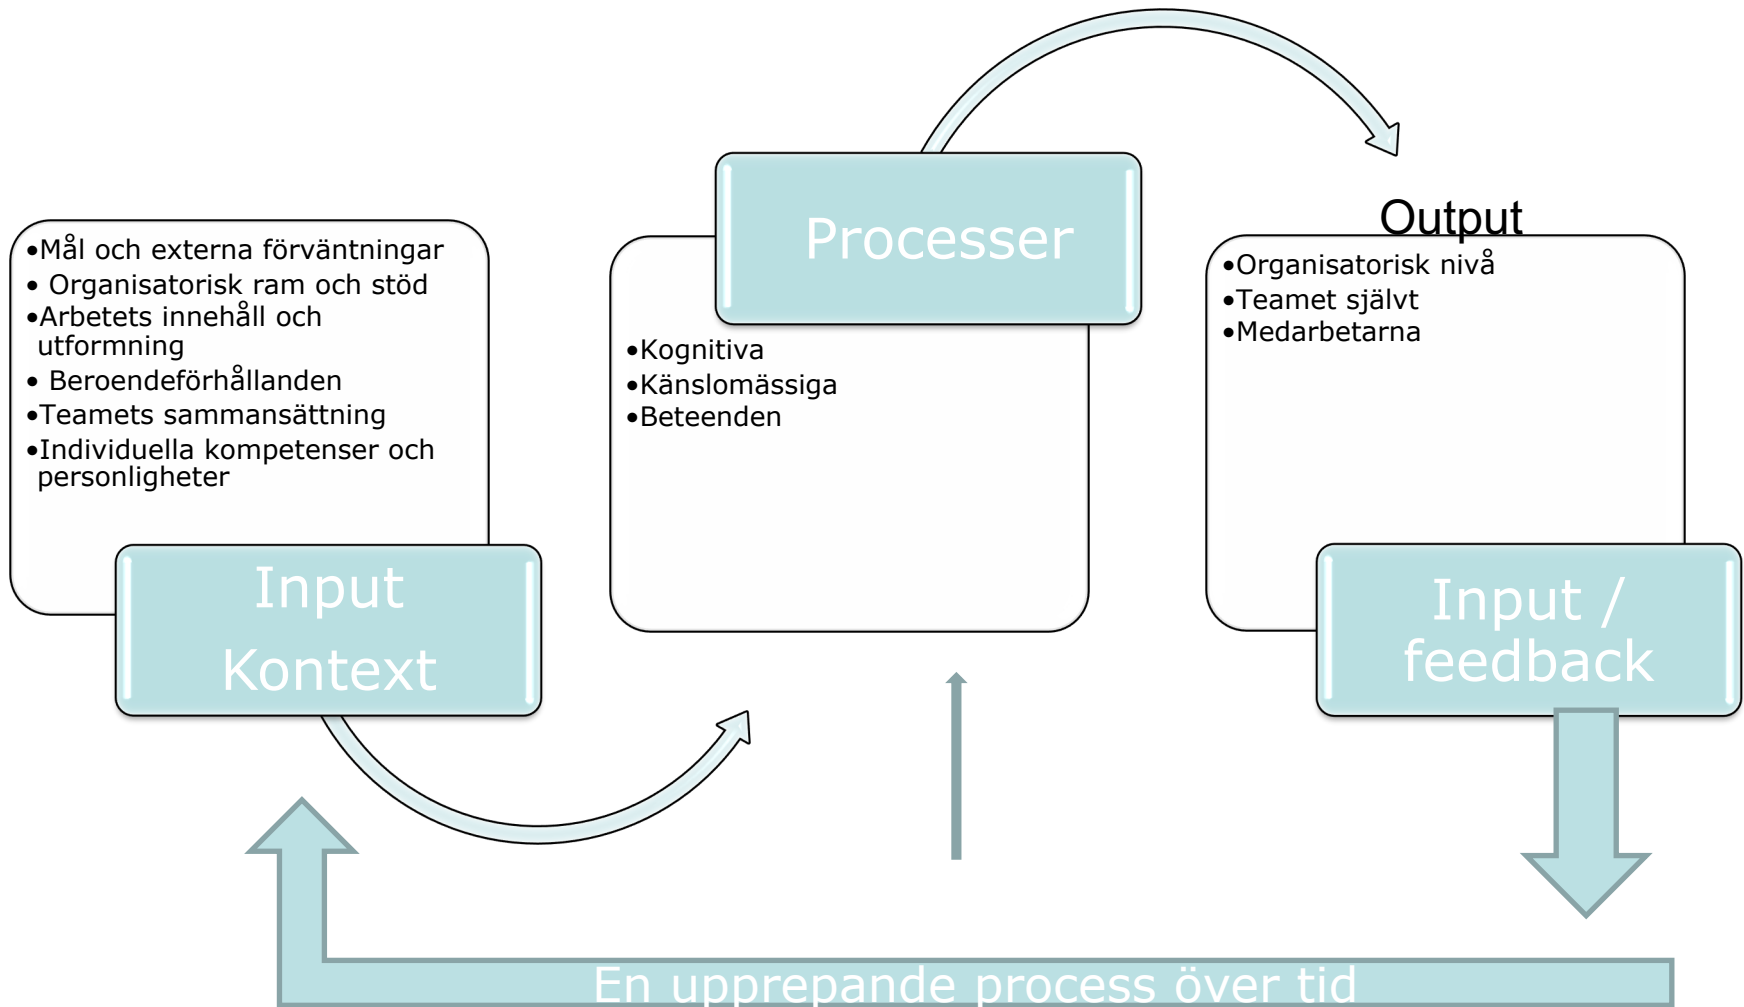 •Mål och externa förväntningar
• Organisatorisk ram och stöd
•Arbetets innehåll och
utformning
• Beroendeförhållanden
•Teamets sammansättning
•Individuella kompetenser och
personligheter
Input
Kontext
Processer
•Kognitiva
•Känslomässiga
•Beteenden
Output
•Organisatorisk nivå
•Teamet självt
•Medarbetarna
Input /
feedback
En upprepande process över tid